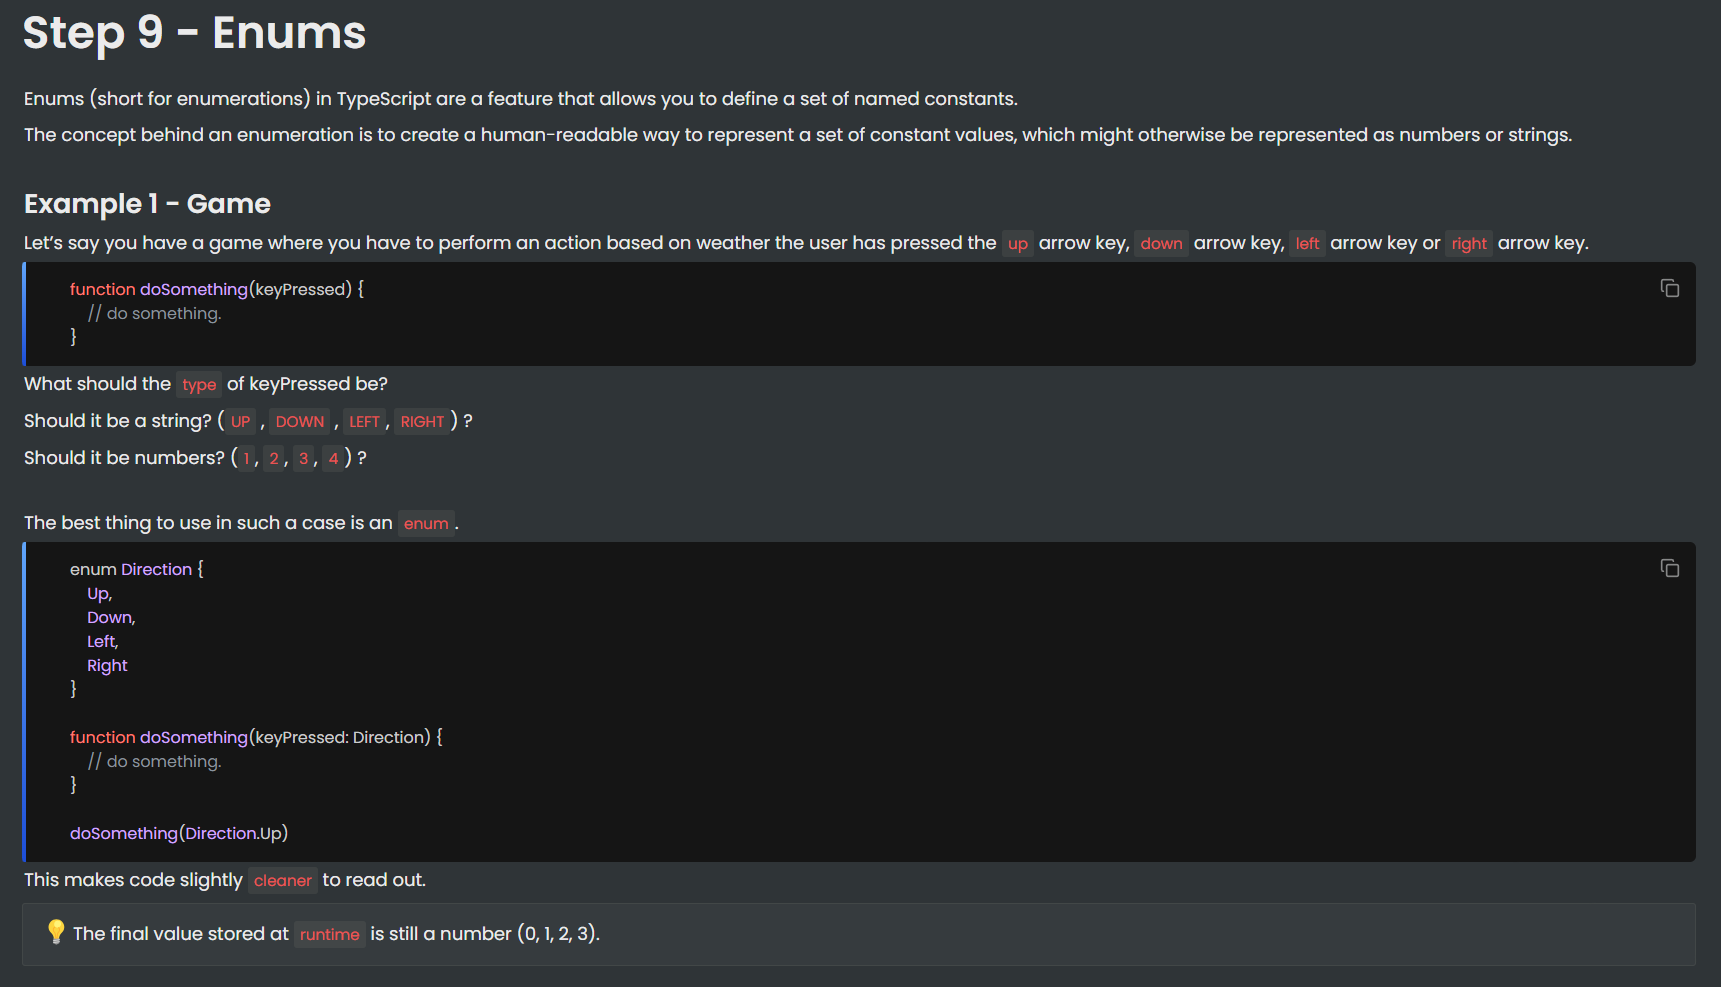 Step 9 - Enums
Enums (short for enumerations) in TypeScript are a feature that allows you to define a set of named constants.
The concept behind an enumeration is to create a human-readable way to represent a set of constant values, which might otherwise be represented as numbers or strings.
Example 1 - Game
Let's say you have a game where you have to perform an action based on weather the user has pressed the up arrow key, down arrow key, left arrow key or right arrow key.
function doSomething(keyPressed) {
// do something.
}
What should the type of keyPressed be?
Should it be a string? ( UP , DOWN , LEFT , RIGHT ) ?
Should it be numbers? ( 1 , 2 , 3 , 4 ) ?
The best thing to use in such a case is an enum .
enum Direction {
Up,
Down,
Left,
Right
}
function doSomething(keyPressed: Direction) {
// do something.
}
doSomething(Direction.Up)
This makes code slightly cleaner to read out.
💡 The final value stored at runtime is still a number (0, 1, 2, 3).